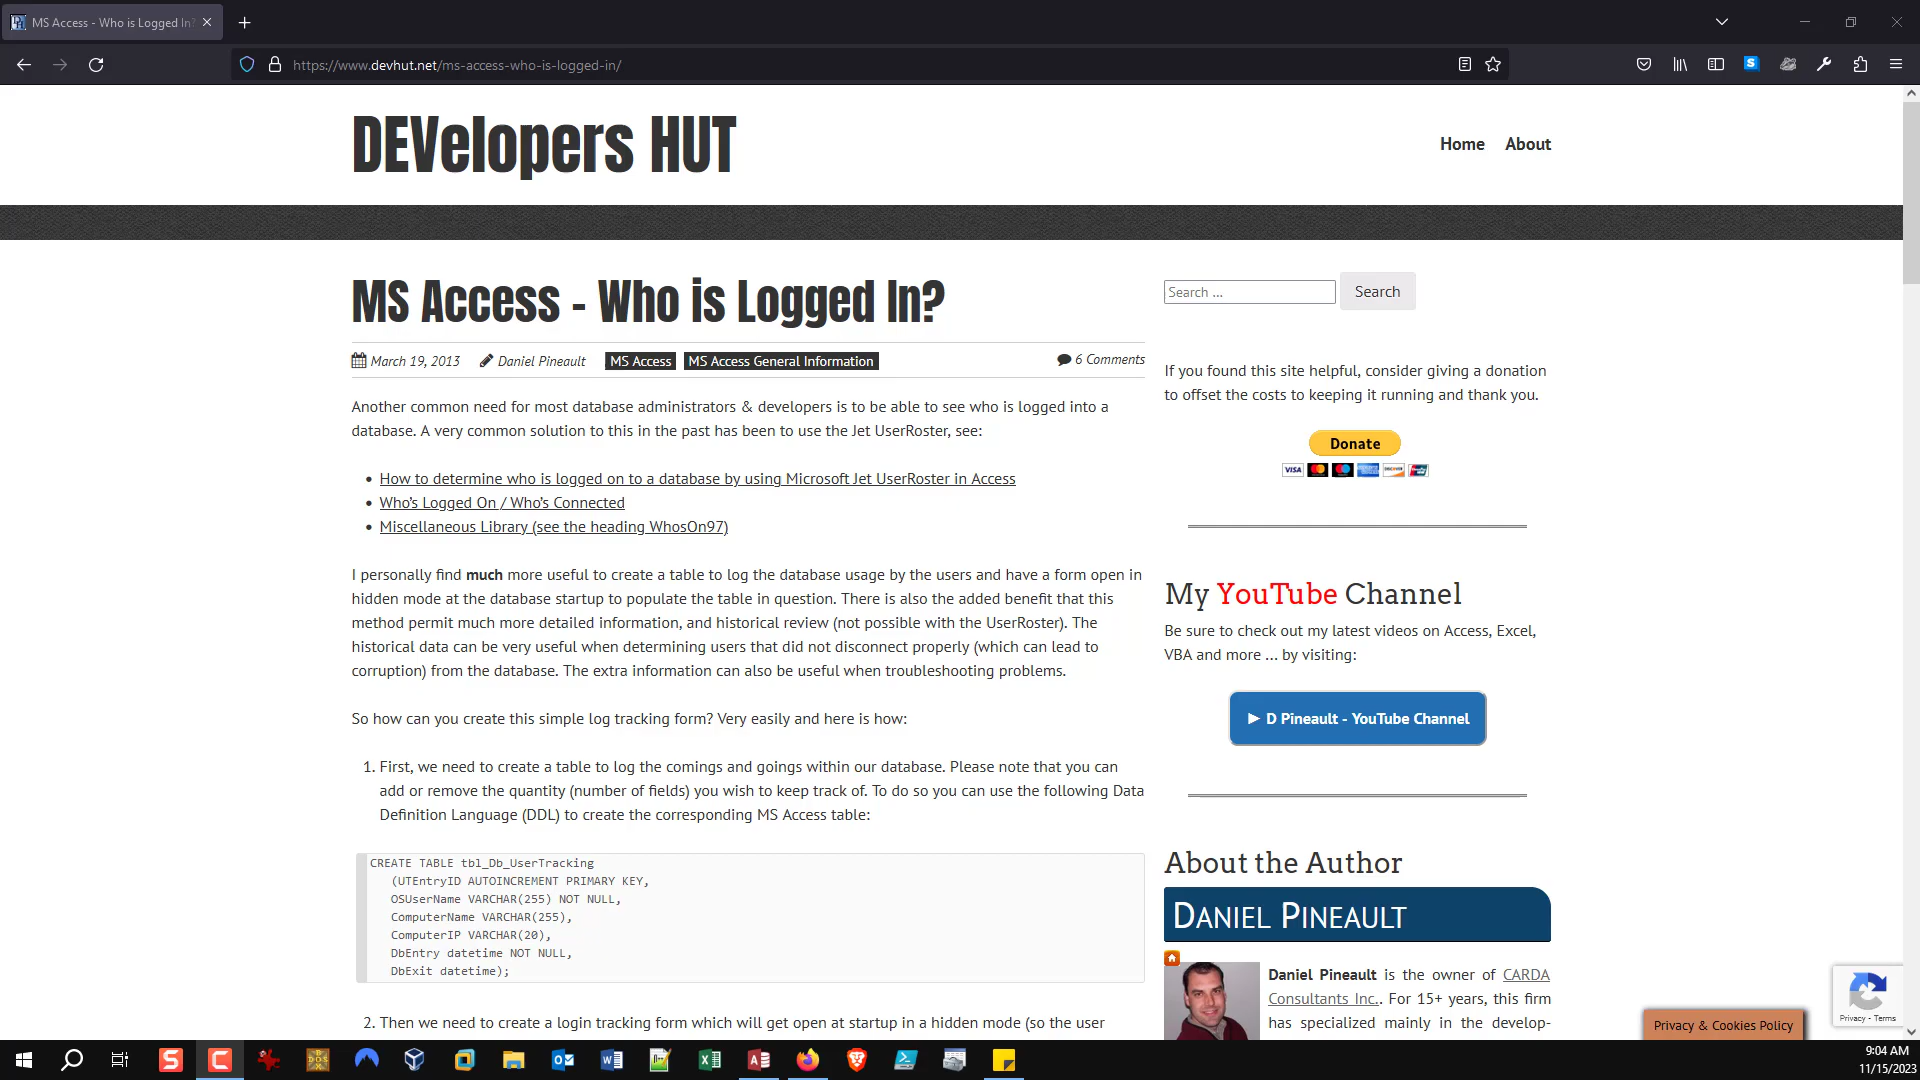 MS Access - Who is Logged In?
https://www.devhut.net/ms-access-who-is-logged-in/
DEVelopers HUT
Home About
MS Access – Who is Logged In?
March 19, 2013 Daniel Pineault MS Access MS Access General Information 6 Comments
Another common need for most database administrators & developers is to be able to see who is logged into a
database. A very common solution to this in the past has been to use the Jet UserRoster, see:
• How to determine who is logged on to a database by using Microsoft Jet UserRoster in Access
• Who's Logged On / Who's Connected
• Miscellaneous Library (see the heading WhosOn97)
I personally find much more useful to create a table to log the database usage by the users and have a form open in
hidden mode at the database startup to populate the table in question. There is also the added benefit that this
method permit much more detailed information, and historical review (not possible with the UserRoster). The
historical data can be very useful when determining users that did not disconnect properly (which can lead to
corruption) from the database. The extra information can also be useful when troubleshooting problems.
So how can you create this simple log tracking form? Very easily and here is how:
1. First, we need to create a table to log the comings and goings within our database. Please note that you can
add or remove the quantity (number of fields) you wish to keep track of. To do so you can use the following Data
Definition Language (DDL) to create the corresponding MS Access table:
CREATE TABLE tbl_Db_UserTracking
(UTEntryID AUTOINCREMENT PRIMARY KEY,
OSUserName VARCHAR(255) NOT NULL,
ComputerName VARCHAR(255),
ComputerIP VARCHAR(20),
DbEntry datetime NOT NULL,
DbExit datetime);
2. Then we need to create a login tracking form which will get open at startup in a hidden mode (so the user
Search ... Search
If you found this site helpful, consider giving a donation
to offset the costs to keeping it running and thank you.
Donate
VISA
My YouTube Channel
Be sure to check out my latest videos on Access, Excel,
VBA and more ... by visiting:
► D Pineault - YouTube Channel
About the Author
Daniel Pineault
Daniel Pineault is the owner of CARDA
Consultants Inc.. For 15+ years, this firm
has specialized mainly in the develop-
Privacy - Terms
Privacy & Cookies Policy
9:04 AM
11/15/2023